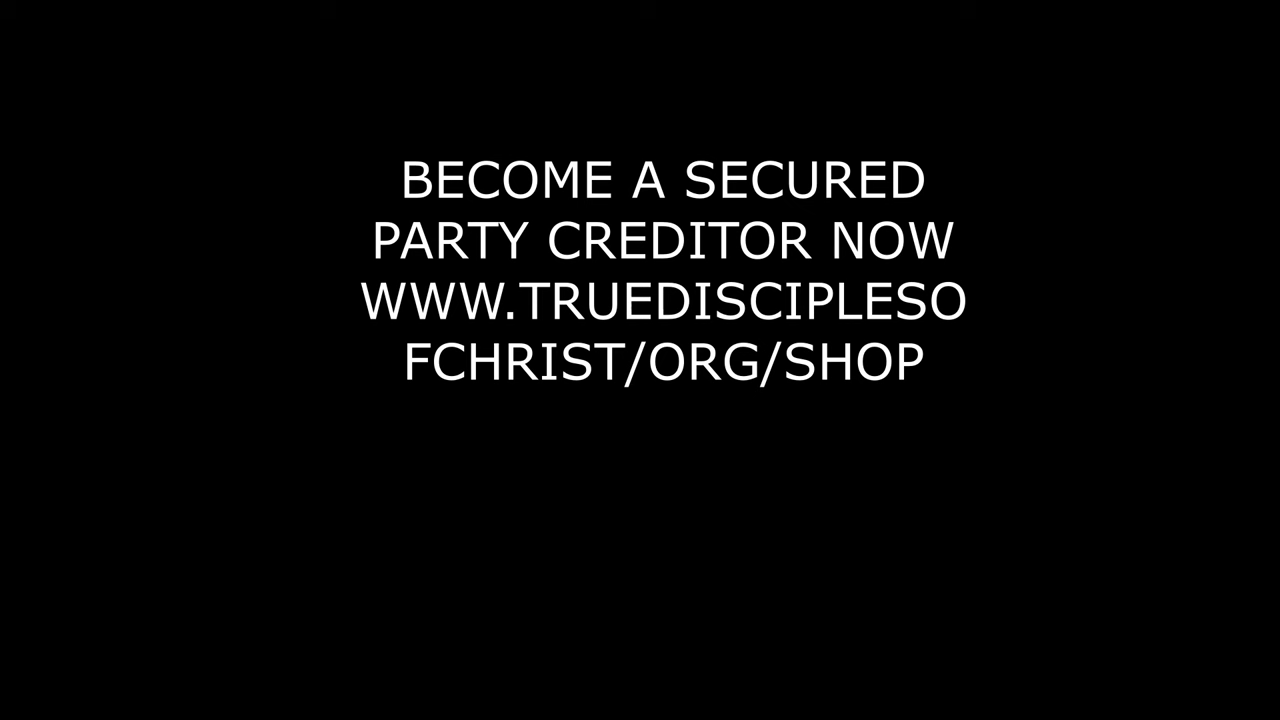 BECOME A SECURED
PARTY CREDITOR NOW
WWW.TRUEDISCIPLESO
FCHRIST/ORG/SHOP